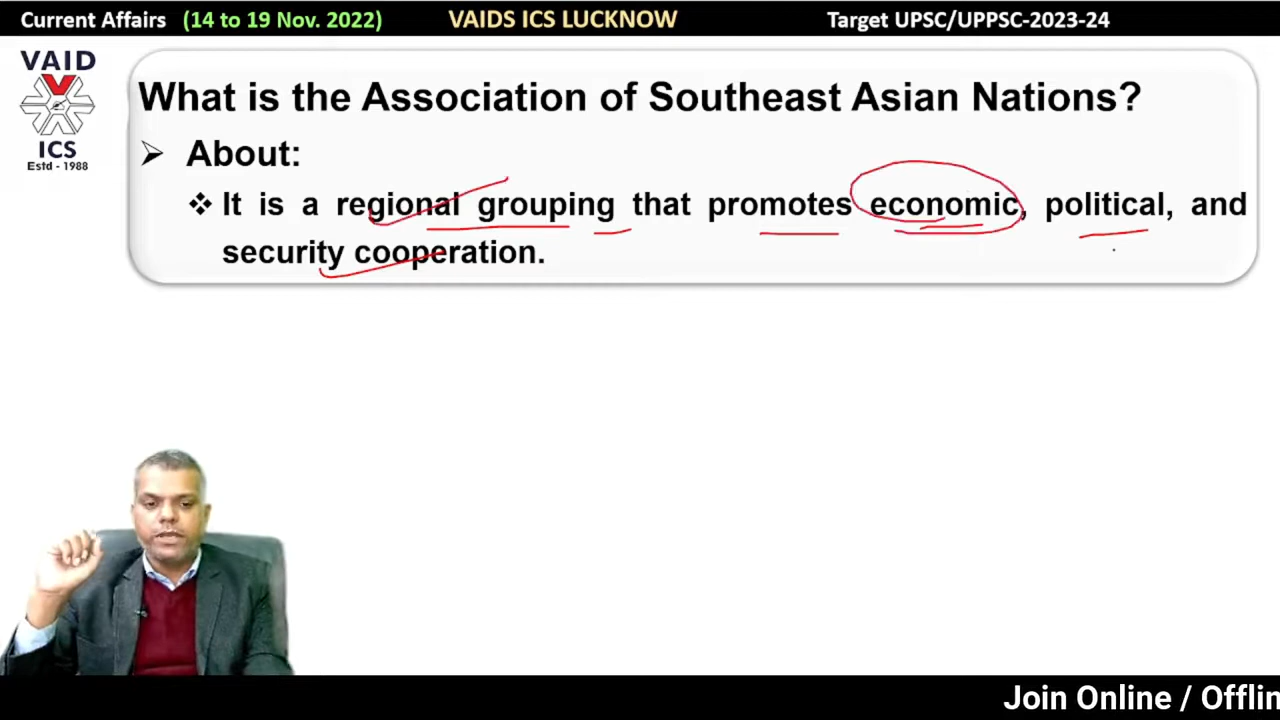 Current Affairs (14 to 19 Nov. 2022) VAIDS ICS LUCKNOW Target UPSC/UPPSC-2023-24
VAID
ICS
Estd - 1988
What is the Association of Southeast Asian Nations?
➢ About:
❖ It is a regional grouping that promotes economic, political, and
security cooperation.
Join Online / Offlin